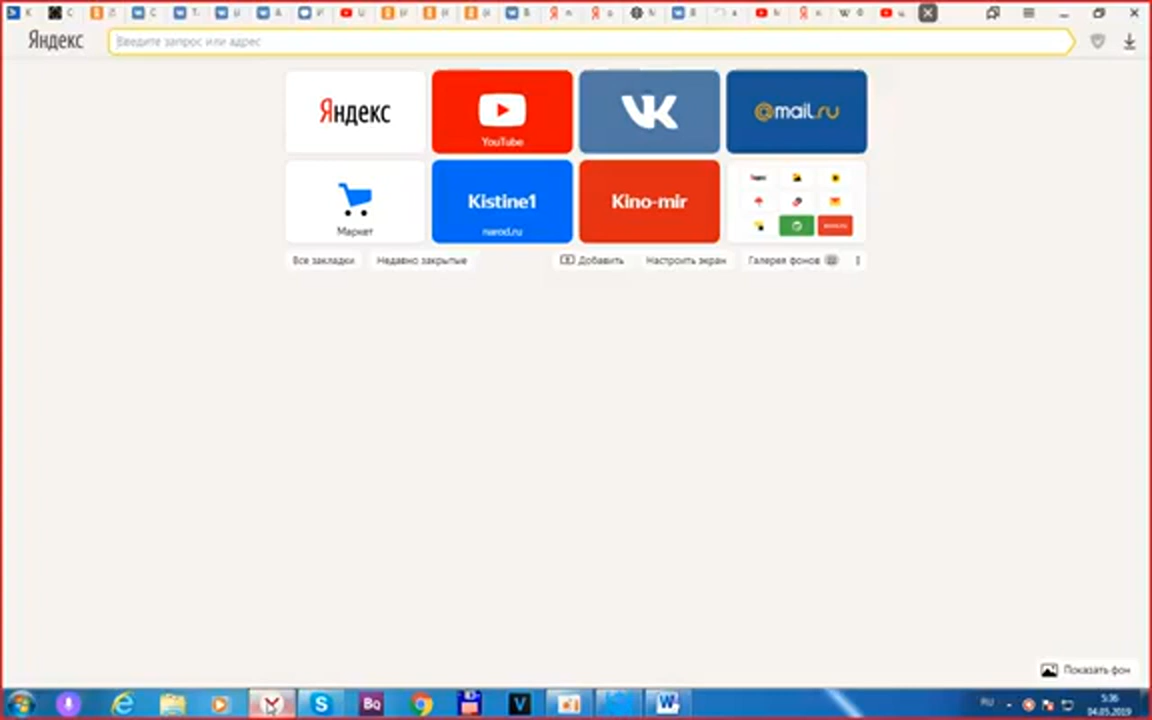 Яндекс
Введите запрос или адрес
Яндекс
YouTube
VK
@mail.ru
Маркет
Kistine1
narod.ru
Kino-mir
Все закладки
Недавно закрытые
Добавить
Настроить экран
Галерея фонов
Показать фон
RU
5:36
04.05.2019